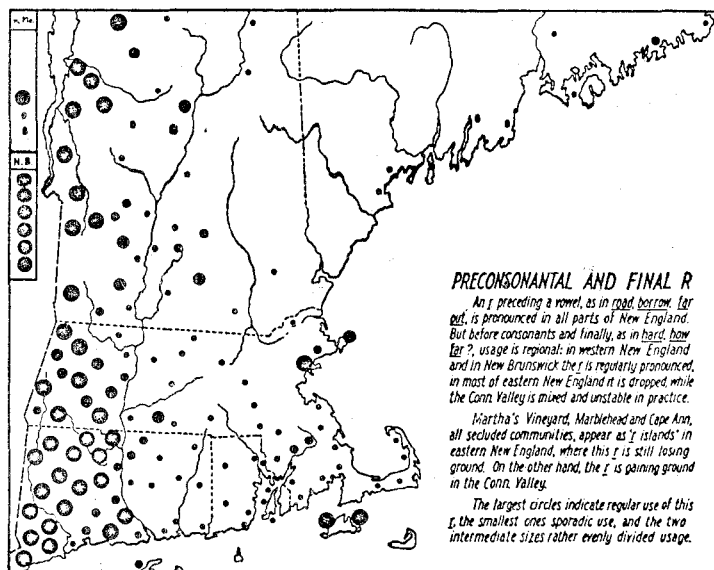 n. Me.
N.B
PRECONSONANTAL AND FINAL R
An r preceding a vowel, as in road, borrow, far
out, is pronounced in all parts of New England.
But before consonants and finally, as in hard, how
far?, usage is regional: in western New England
and in New Brunswick the r is regularly pronounced,
in most of eastern New England it is dropped, while
the Conn. Valley is mixed and unstable in practice.
Martha's Vineyard, Marblehead and Cape Ann,
all secluded communities, appear as 'r islands' in
eastern New England, where this r is still losing
ground. On the other hand, the r is gaining ground
in the Conn. Valley.
The largest circles indicate regular use of this
r, the smallest ones sporadic use, and the two
intermediate sizes rather evenly divided usage.